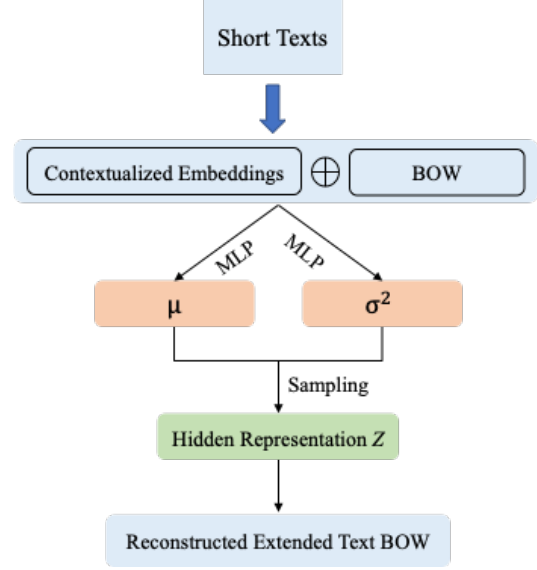 Short Texts
Contextualized Embeddings ⊕ BOW
MLP MLP
μ σ²
Sampling
Hidden Representation Z
Reconstructed Extended Text BOW